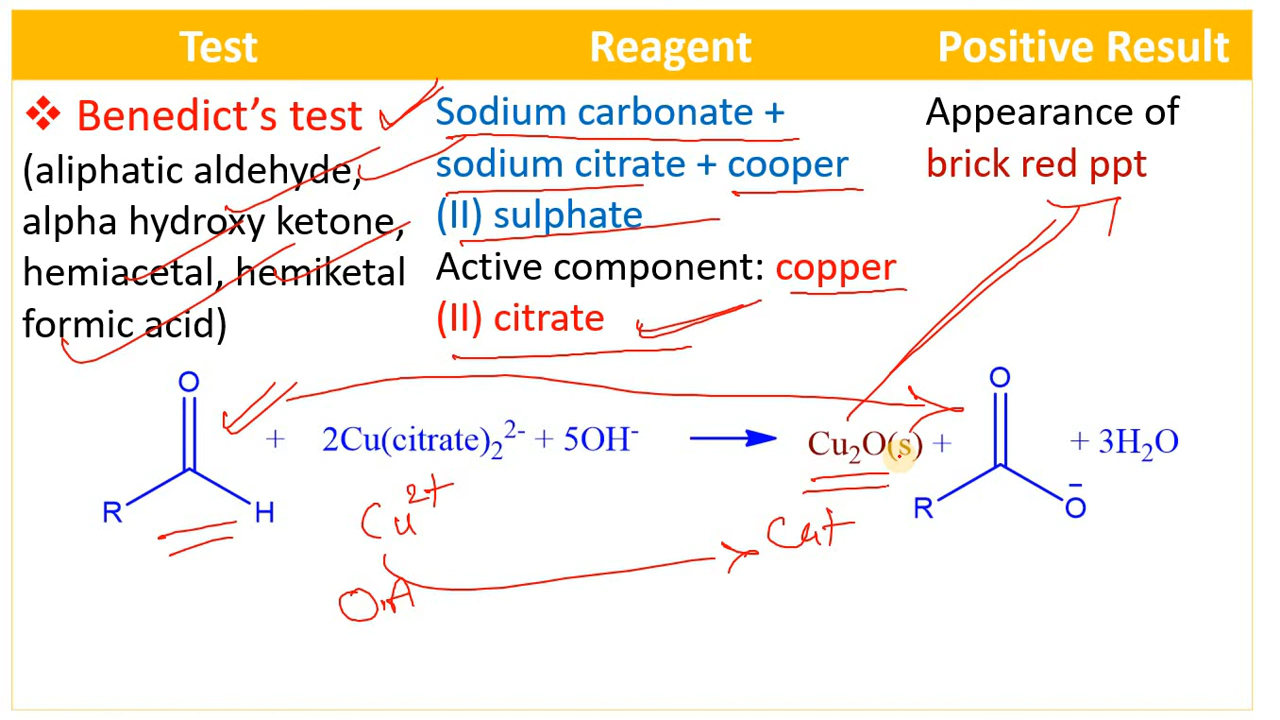 Test Reagent Positive Result
❖ Benedict's test
(aliphatic aldehyde,
alpha hydroxy ketone,
hemiacetal, hemiketal
formic acid)
Sodium carbonate +
sodium citrate + cooper
(II) sulphate
Active component: copper
(II) citrate
Appearance of
brick red ppt
O
R H + 2Cu(citrate)₂²⁻ + 5OH⁻ → Cu₂O(s) + O
R O⁻ + 3H₂O
Cu²⁺
Cu⁺
O.A